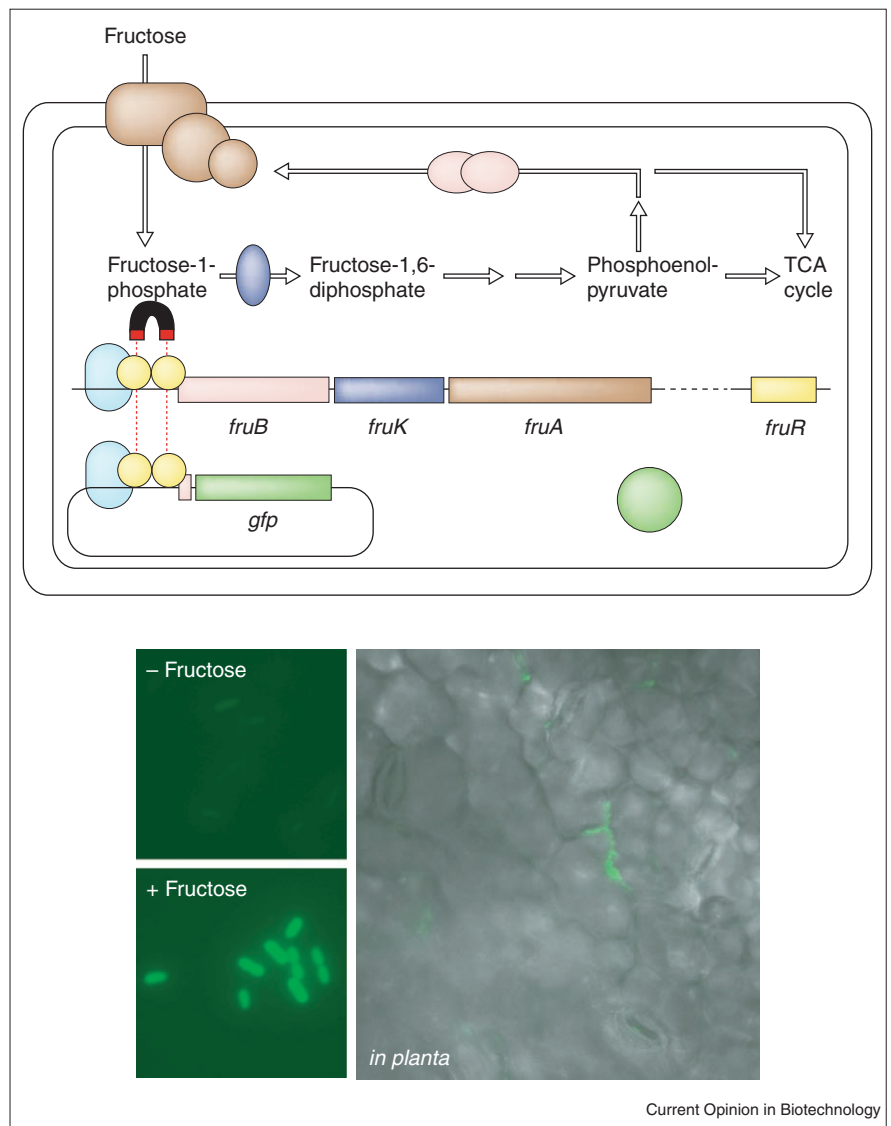 Fructose
Fructose-1-
phosphate
Fructose-1,6-
diphosphate
Phosphoenol-
pyruvate
TCA
cycle
fruB
fruK
fruA
fruR
gfp
– Fructose
+ Fructose
in planta
Current Opinion in Biotechnology